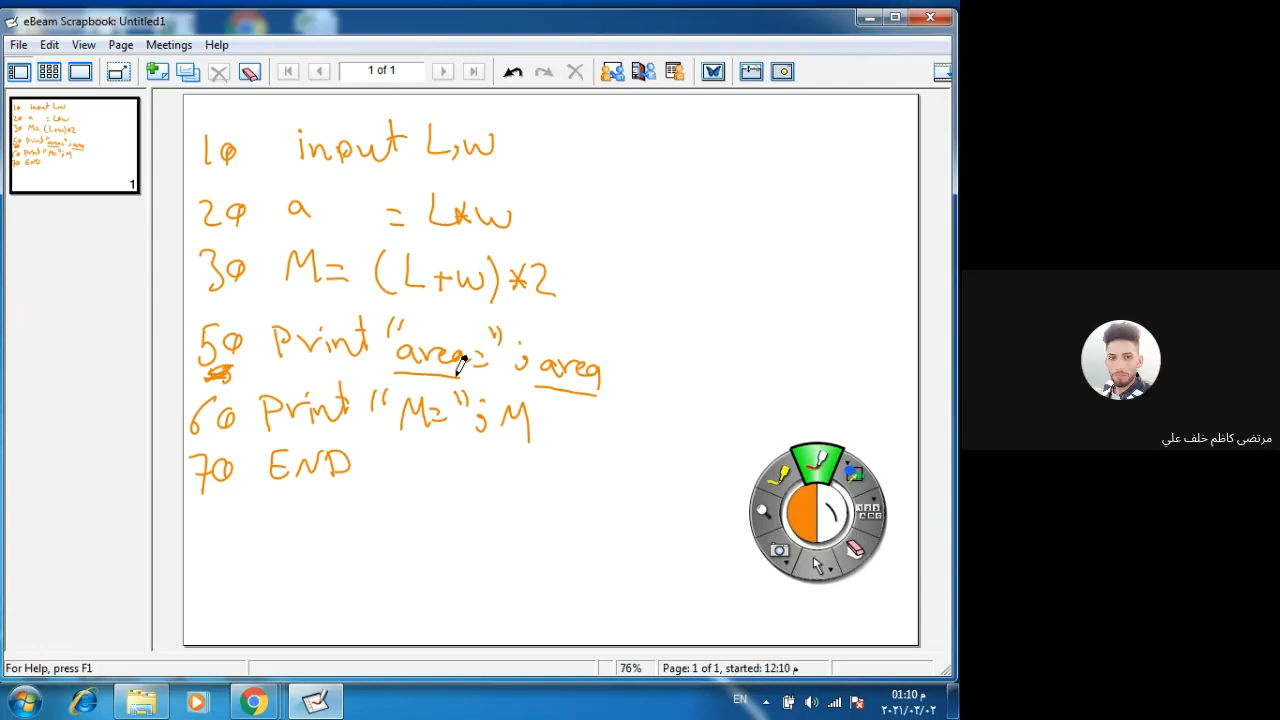 eBeam Scrapbook: Untitled1
File Edit View Page Meetings Help
1 of 1
10 input L,w
20 a = L*w
30 M= (L+w)*2
50 Print "area=" ; area
60 Print "M=" ; M
70 END
1
مرتضى كاظم خلف علي
For Help, press F1
76%
Page: 1 of 1, started: 12:10 م
EN
01:10 م
٢٠٢١/٠٣/٠٢